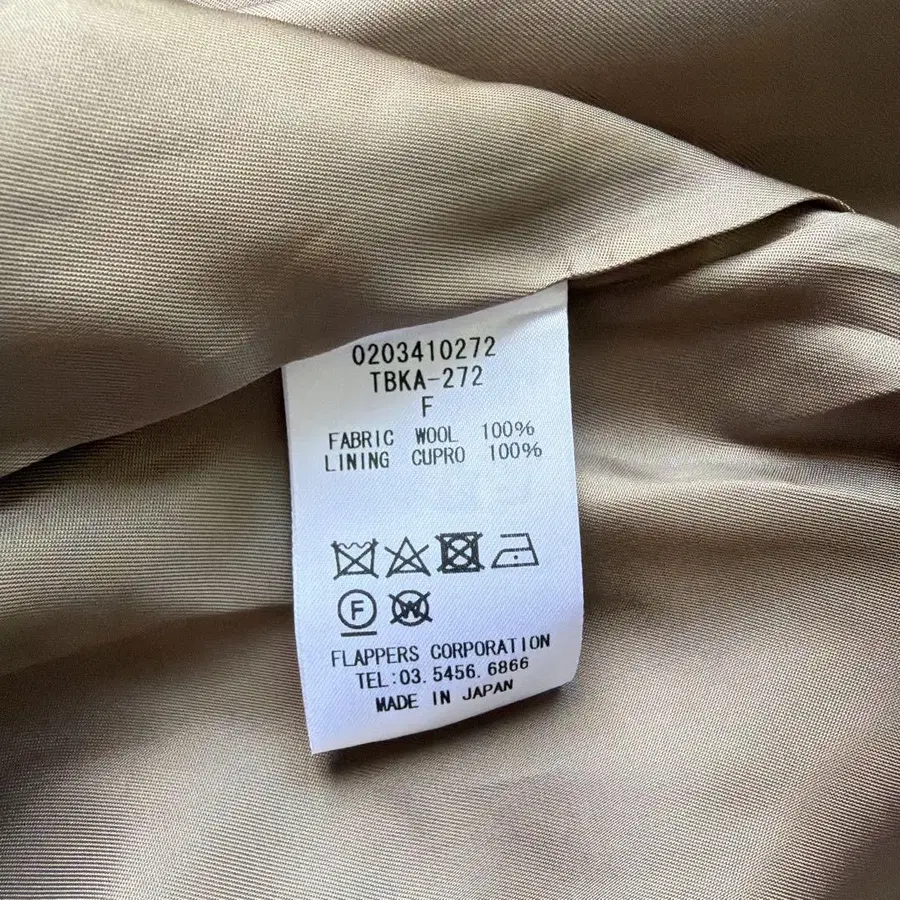 0203410272
TBKA-272
F
FABRIC WOOL 100%
LINING CUPRO 100%
F W
FLAPPERS CORPORATION
TEL:03.5456.6866
MADE IN JAPAN